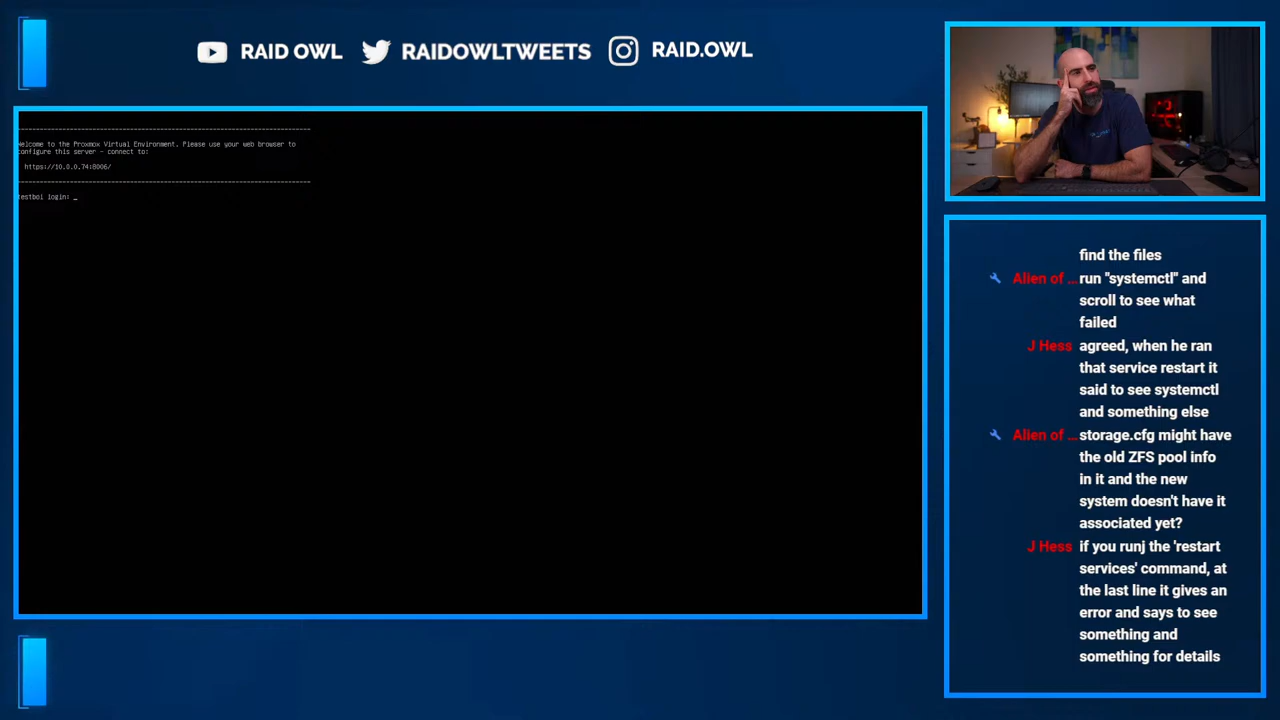 RAID OWL
RAIDOWLTWEETS
RAID.OWL
elcome to the Proxmox Virtual Environment. Please use your web browser to
onfigure this server - connect to:
https://10.0.0.74:8006/
testboi login: _
find the files
Alien of ... run "systemctl" and
scroll to see what
failed
J Hess agreed, when he ran
that service restart it
said to see systemctl
and something else
Alien of ... storage.cfg might have
the old ZFS pool info
in it and the new
system doesn't have it
associated yet?
J Hess if you runj the 'restart
services' command, at
the last line it gives an
error and says to see
something and
something for details